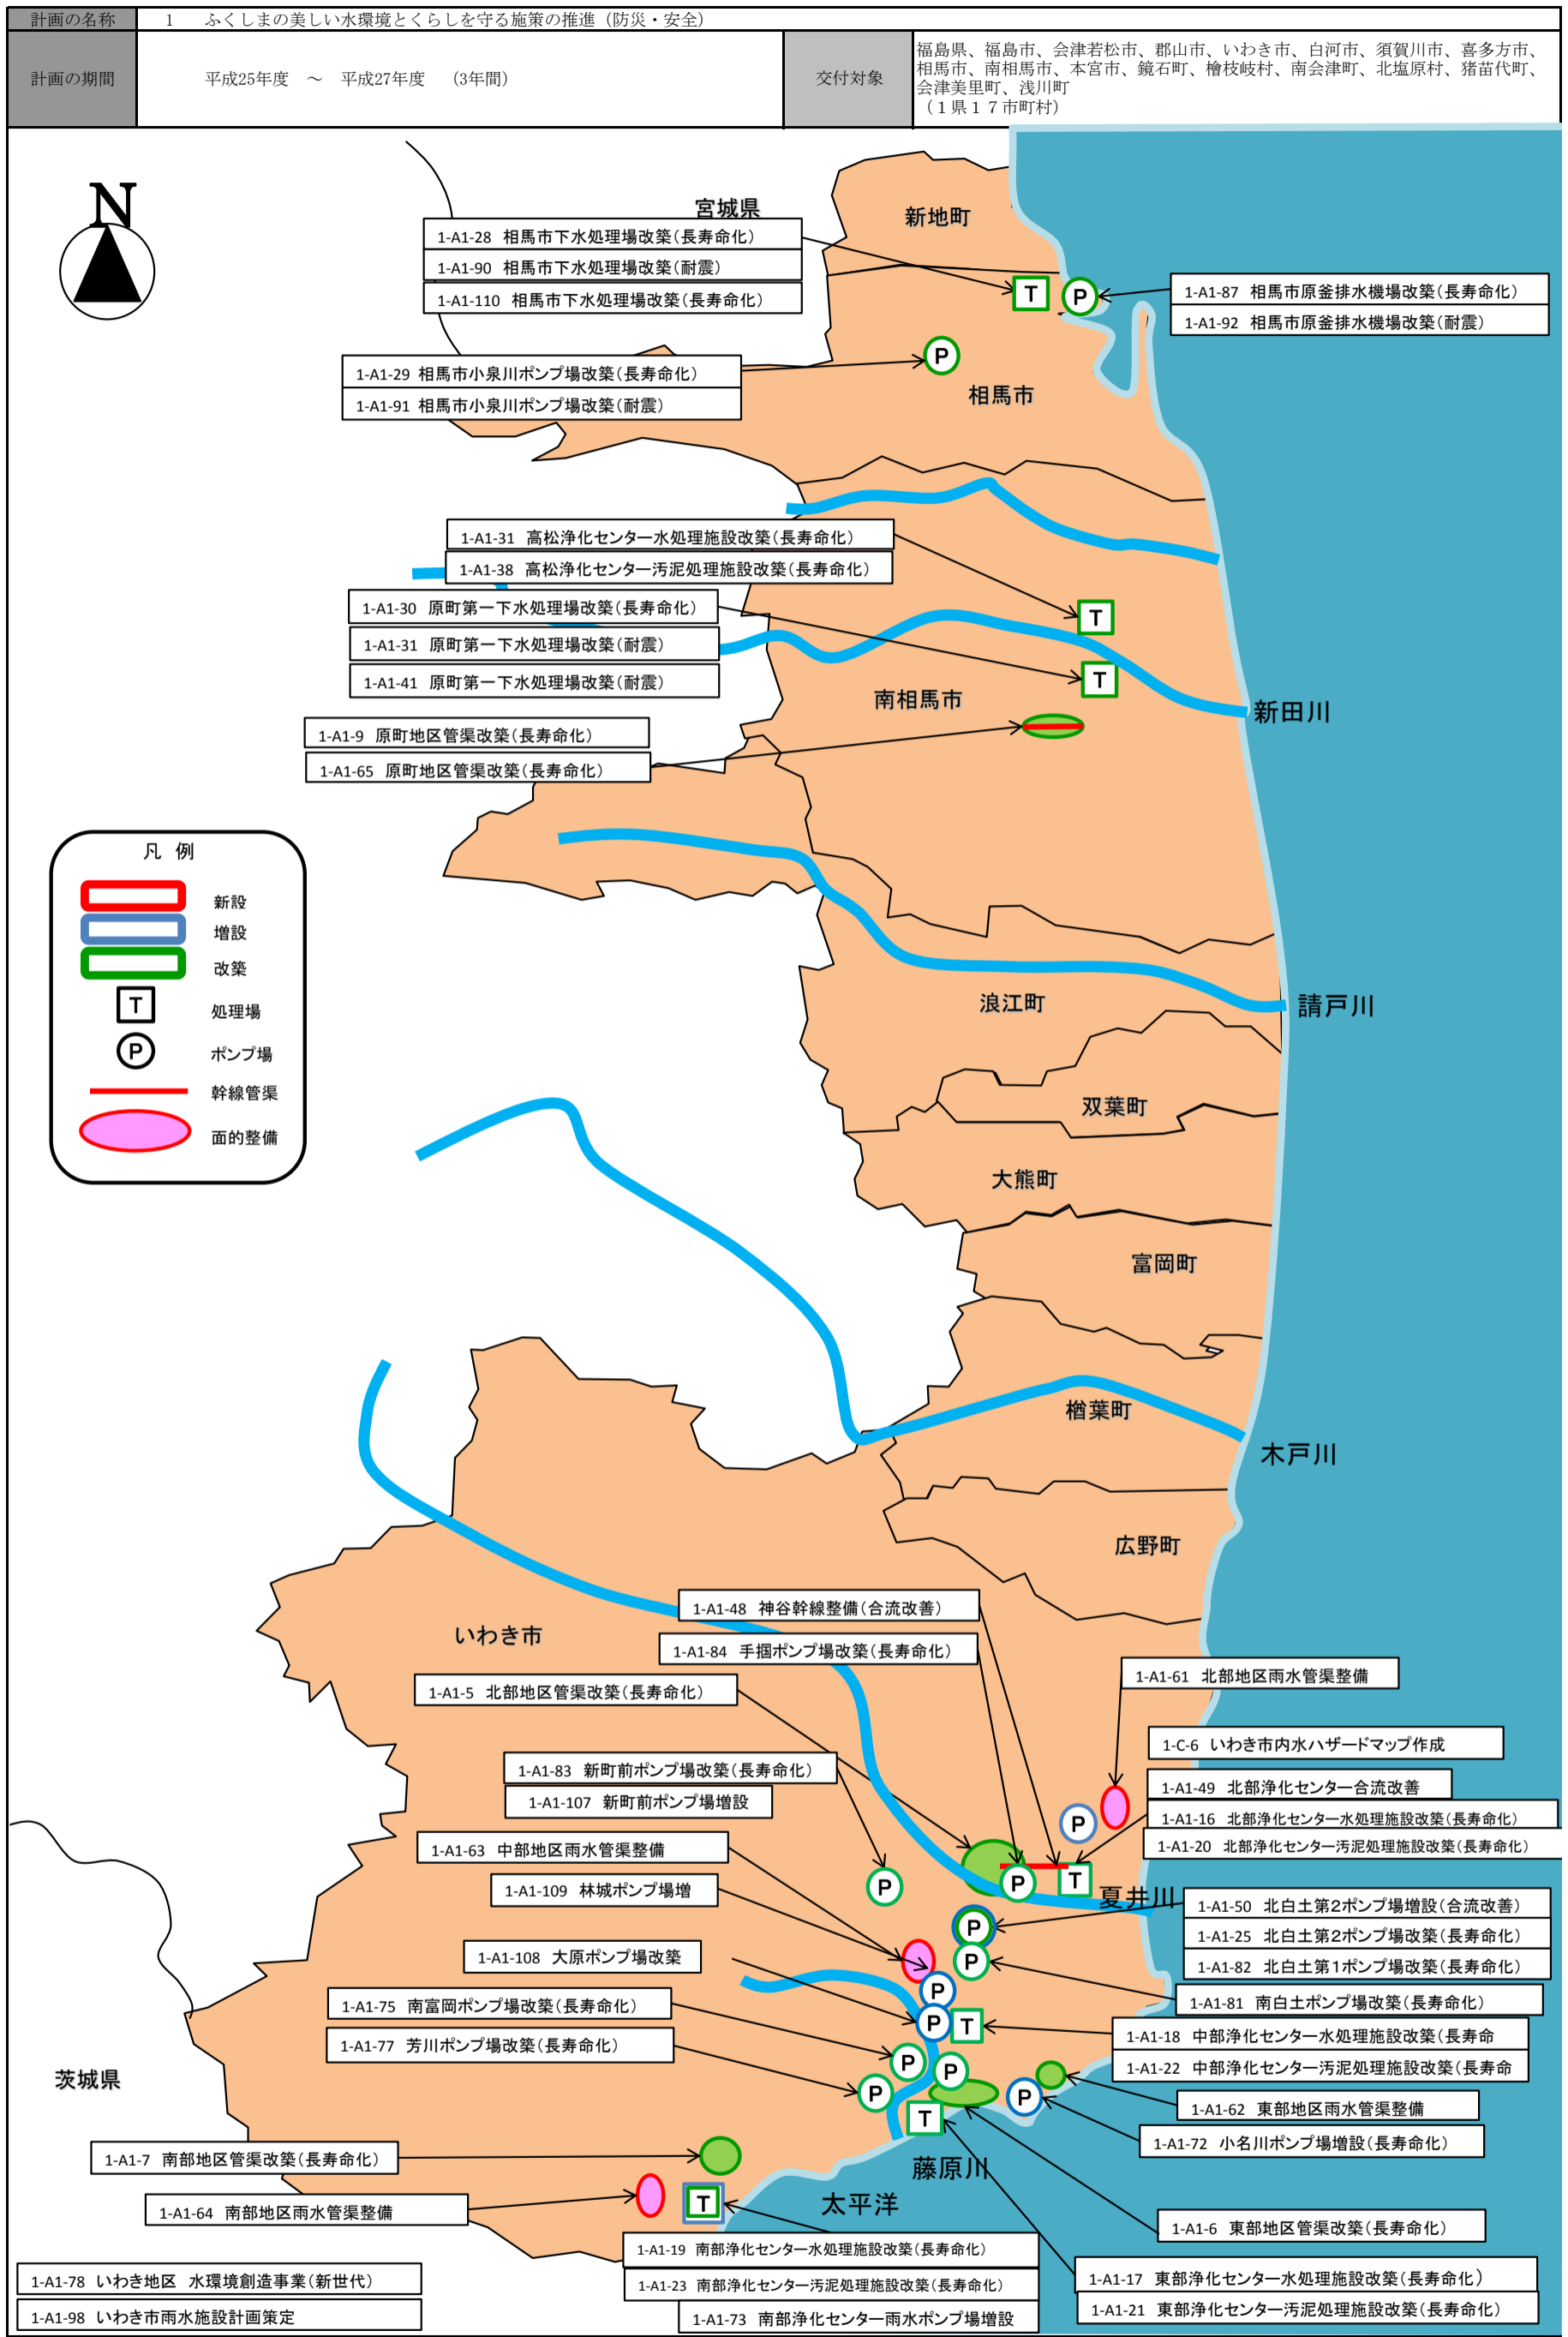 計画の名称
1 ふくしまの美しい水環境とくらしを守る施策の推進（防災・安全）
計画の期間
平成25年度 ～ 平成27年度 （3年間）
交付対象
福島県、福島市、会津若松市、郡山市、いわき市、白河市、須賀川市、喜多方市、
相馬市、南相馬市、本宮市、鏡石町、檜枝岐村、南会津町、北塩原村、猪苗代町、
会津美里町、浅川町
（１県１７市町村）
N
宮城県
新地町
1-A1-28 相馬市下水処理場改築（長寿命化）
1-A1-90 相馬市下水処理場改築（耐震）
1-A1-110 相馬市下水処理場改築（長寿命化）
T
P
1-A1-87 相馬市原釜排水機場改築（長寿命化）
1-A1-92 相馬市原釜排水機場改築（耐震）
P
1-A1-29 相馬市小泉川ポンプ場改築（長寿命化）
1-A1-91 相馬市小泉川ポンプ場改築（耐震）
相馬市
1-A1-31 高松浄化センター水処理施設改築（長寿命化）
1-A1-38 高松浄化センター汚泥処理施設改築（長寿命化）
1-A1-30 原町第一下水処理場改築（長寿命化）
1-A1-31 原町第一下水処理場改築（耐震）
1-A1-41 原町第一下水処理場改築（耐震）
T
T
南相馬市
新田川
1-A1-9 原町地区管渠改築（長寿命化）
1-A1-65 原町地区管渠改築（長寿命化）
凡 例
新設
増設
改築
T
処理場
P
ポンプ場
幹線管渠
面的整備
浪江町
請戸川
双葉町
大熊町
富岡町
楢葉町
木戸川
広野町
いわき市
1-A1-48 神谷幹線整備（合流改善）
1-A1-84 手掴ポンプ場改築（長寿命化）
1-A1-5 北部地区管渠改築（長寿命化）
1-A1-61 北部地区雨水管渠整備
1-C-6 いわき市内水ハザードマップ作成
1-A1-83 新町前ポンプ場改築（長寿命化）
1-A1-107 新町前ポンプ場増設
1-A1-49 北部浄化センター合流改善
1-A1-16 北部浄化センター水処理施設改築（長寿命化）
1-A1-20 北部浄化センター汚泥処理施設改築（長寿命化）
P
1-A1-63 中部地区雨水管渠整備
1-A1-109 林城ポンプ場増
P
P
T
夏井川
1-A1-50 北白土第2ポンプ場増設（合流改善）
1-A1-25 北白土第2ポンプ場改築（長寿命化）
1-A1-82 北白土第1ポンプ場改築（長寿命化）
P
P
1-A1-108 大原ポンプ場改築
P
1-A1-81 南白土ポンプ場改築（長寿命化）
1-A1-75 南富岡ポンプ場改築（長寿命化）
1-A1-77 芳川ポンプ場改築（長寿命化）
P
T
1-A1-18 中部浄化センター水処理施設改築（長寿命
1-A1-22 中部浄化センター汚泥処理施設改築（長寿命
P
P
P
P
T
1-A1-62 東部地区雨水管渠整備
1-A1-72 小名川ポンプ場増設（長寿命化）
茨城県
1-A1-7 南部地区管渠改築（長寿命化）
1-A1-64 南部地区雨水管渠整備
T
藤原川
太平洋
1-A1-6 東部地区管渠改築（長寿命化）
1-A1-19 南部浄化センター水処理施設改築（長寿命化）
1-A1-23 南部浄化センター汚泥処理施設改築（長寿命化）
1-A1-73 南部浄化センター雨水ポンプ場増設
1-A1-17 東部浄化センター水処理施設改築（長寿命化）
1-A1-21 東部浄化センター汚泥処理施設改築（長寿命化）
1-A1-78 いわき地区 水環境創造事業（新世代）
1-A1-98 いわき市雨水施設計画策定